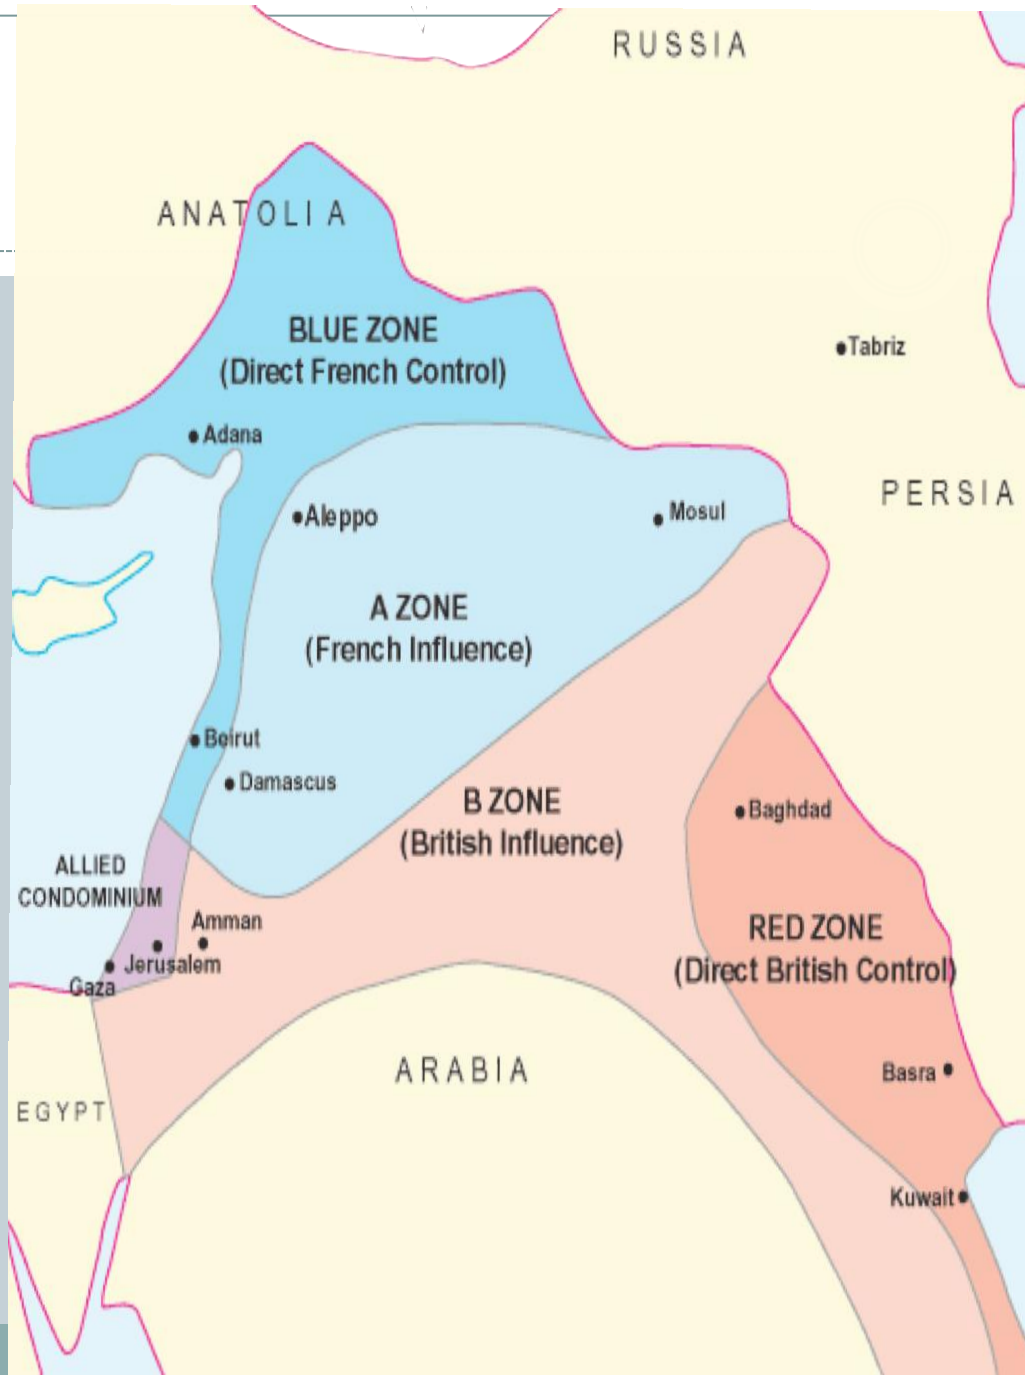 RUSSIA
ANATOLIA
BLUE ZONE
(Direct French Control)
Tabriz
Adana
PERSIA
Aleppo
Mosul
A ZONE
(French Influence)
Beirut
Damascus
B ZONE
(British Influence)
Baghdad
ALLIED
CONDOMINIUM
Amman
RED ZONE
(Direct British Control)
Jerusalem
Gaza
ARABIA
Basra
EGYPT
Kuwait